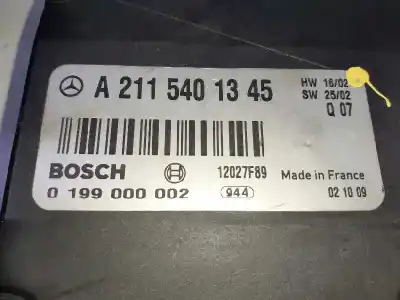 A 211 540 13 45
HW 16/02
SW 25/02
Q 07
BOSCH
12027F89
Made in France
0 199 000 002
944
02 10 09